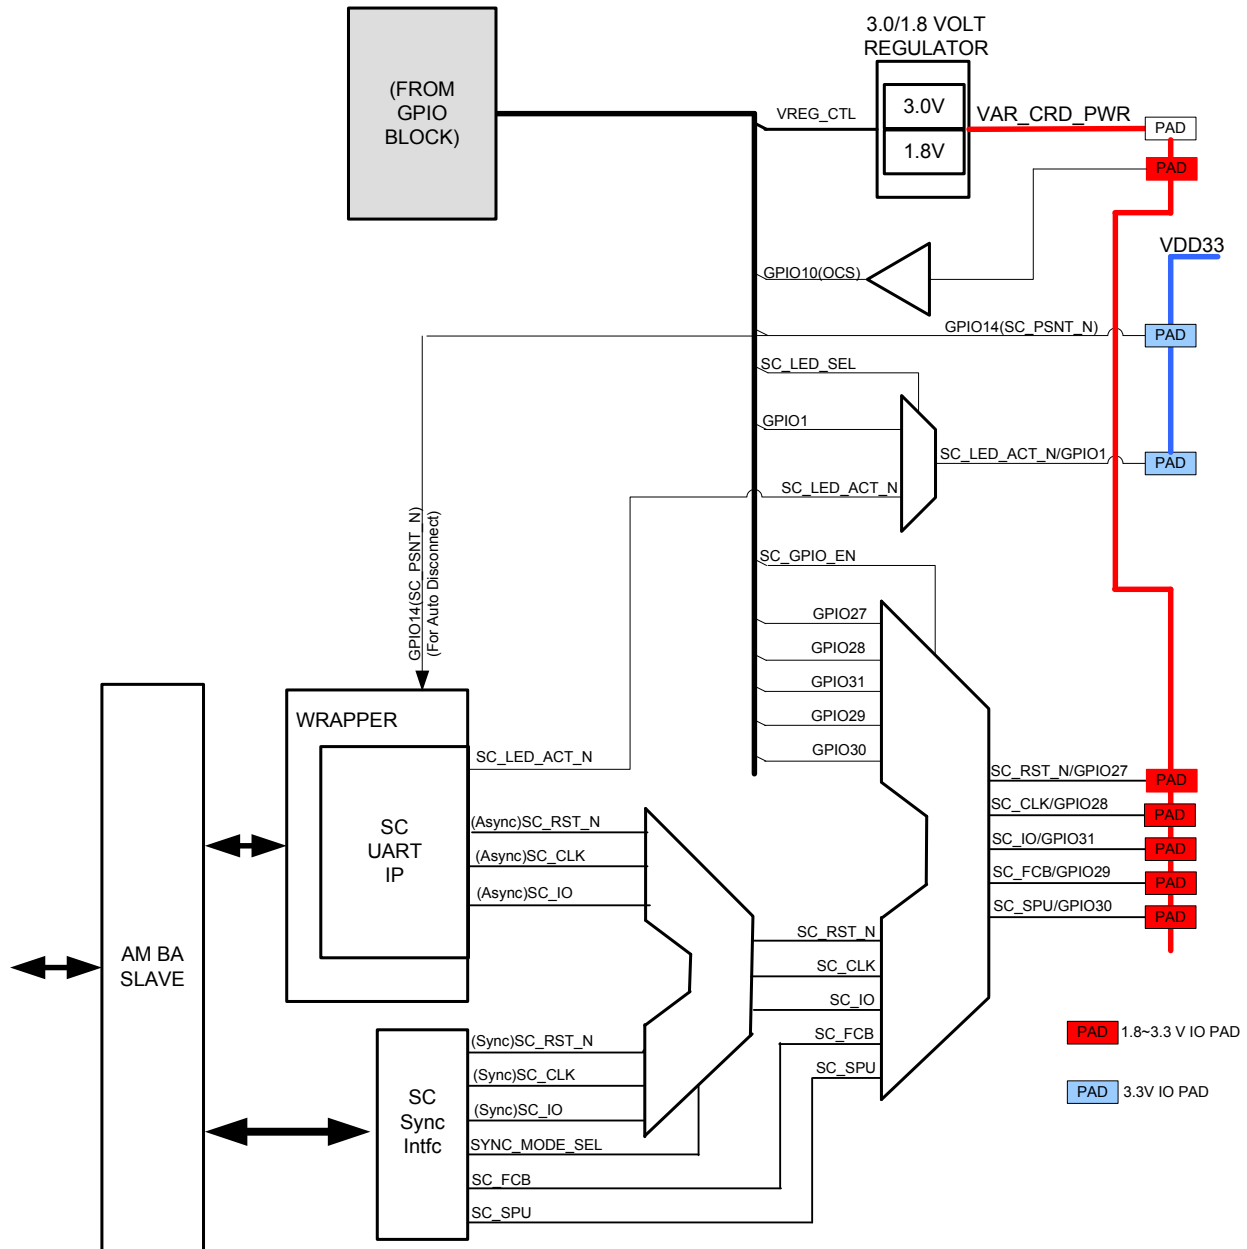 3.0/1.8 VOLT
REGULATOR
(FROM
GPIO
BLOCK)
3.0V
1.8V
VREG_CTL
VAR_CRD_PWR
PAD
PAD
VDD33
GPIO10(OCS)
GPIO14(SC_PSNT_N)
PAD
SC_LED_SEL
GPIO1
SC_LED_ACT_N/GPIO1
PAD
SC_LED_ACT_N
GPIO14(SC_PSNT_N)
(For Auto Disconnect)
SC_GPIO_EN
GPIO27
GPIO28
GPIO31
GPIO29
GPIO30
WRAPPER
SC_LED_ACT_N
SC
UART
IP
(Async)SC_RST_N
(Async)SC_CLK
(Async)SC_IO
SC_RST_N/GPIO27
PAD
SC_CLK/GPIO28
PAD
SC_IO/GPIO31
PAD
SC_FCB/GPIO29
PAD
SC_SPU/GPIO30
PAD
AM BA
SLAVE
SC_RST_N
SC_CLK
SC_IO
SC_FCB
SC_SPU
SC
Sync
Intfc
(Sync)SC_RST_N
(Sync)SC_CLK
(Sync)SC_IO
SYNC_MODE_SEL
SC_FCB
SC_SPU
PAD 1.8~3.3 V IO PAD
PAD 3.3V IO PAD